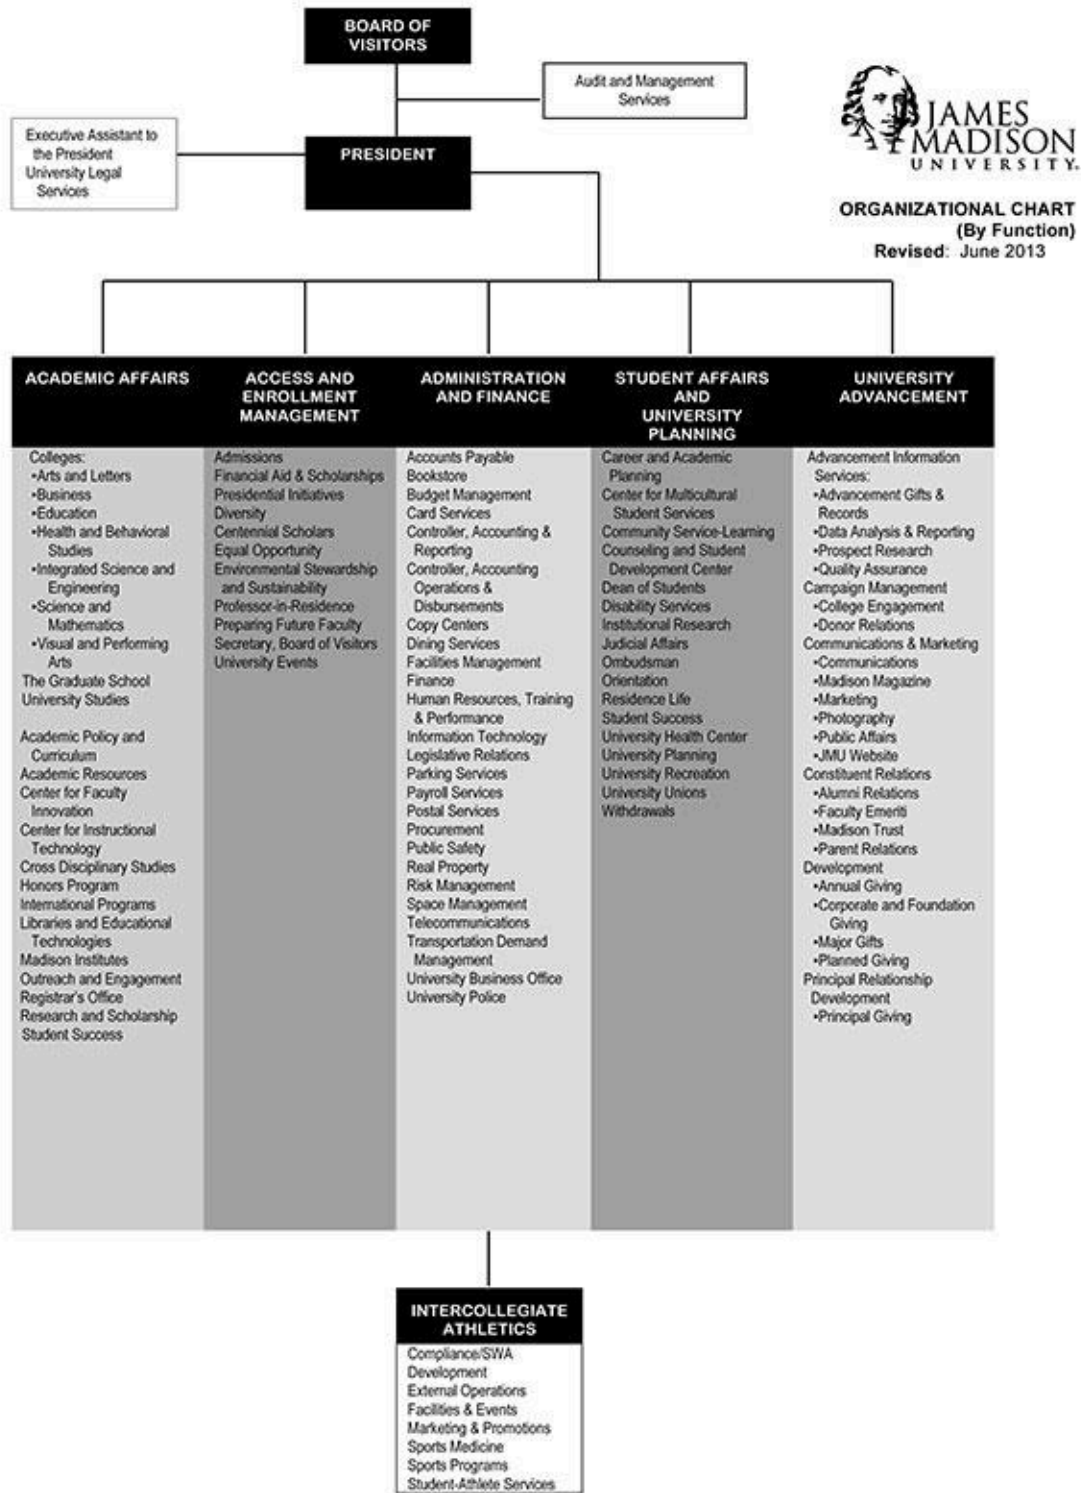 BOARD OF
VISITORS
Audit and Management
Services
JAMES
MADISON
UNIVERSITY.
Executive Assistant to
the President
University Legal
Services
PRESIDENT
ORGANIZATIONAL CHART
(By Function)
Revised: June 2013
ACADEMIC AFFAIRS
Colleges:
•Arts and Letters
•Business
•Education
•Health and Behavioral
Studies
•Integrated Science and
Engineering
•Science and
Mathematics
•Visual and Performing
Arts
The Graduate School
University Studies
Academic Policy and
Curriculum
Academic Resources
Center for Faculty
Innovation
Center for Instructional
Technology
Cross Disciplinary Studies
Honors Program
International Programs
Libraries and Educational
Technologies
Madison Institutes
Outreach and Engagement
Registrar's Office
Research and Scholarship
Student Success
ACCESS AND
ENROLLMENT
MANAGEMENT
Admissions
Financial Aid & Scholarships
Presidential Initiatives
Diversity
Centennial Scholars
Equal Opportunity
Environmental Stewardship
and Sustainability
Professor-in-Residence
Preparing Future Faculty
Secretary, Board of Visitors
University Events
ADMINISTRATION
AND FINANCE
Accounts Payable
Bookstore
Budget Management
Card Services
Controller, Accounting &
Reporting
Controller, Accounting
Operations &
Disbursements
Copy Centers
Dining Services
Facilities Management
Finance
Human Resources, Training
& Performance
Information Technology
Legislative Relations
Parking Services
Payroll Services
Postal Services
Procurement
Public Safety
Real Property
Risk Management
Space Management
Telecommunications
Transportation Demand
Management
University Business Office
University Police
STUDENT AFFAIRS
AND
UNIVERSITY
PLANNING
Career and Academic
Planning
Center for Multicultural
Student Services
Community Service-Learning
Counseling and Student
Development Center
Dean of Students
Disability Services
Institutional Research
Judicial Affairs
Ombudsman
Orientation
Residence Life
Student Success
University Health Center
University Planning
University Recreation
University Unions
Withdrawals
UNIVERSITY
ADVANCEMENT
Advancement Information
Services:
•Advancement Gifts &
Records
•Data Analysis & Reporting
•Prospect Research
•Quality Assurance
Campaign Management
•College Engagement
•Donor Relations
Communications & Marketing
•Communications
•Madison Magazine
•Marketing
•Photography
•Public Affairs
•JMU Website
Constituent Relations
•Alumni Relations
•Faculty Emeriti
•Madison Trust
•Parent Relations
Development
•Annual Giving
•Corporate and Foundation
Giving
•Major Gifts
•Planned Giving
Principal Relationship
Development
•Principal Giving
INTERCOLLEGIATE
ATHLETICS
Compliance/SWA
Development
External Operations
Facilities & Events
Marketing & Promotions
Sports Medicine
Sports Programs
Student-Athlete Services